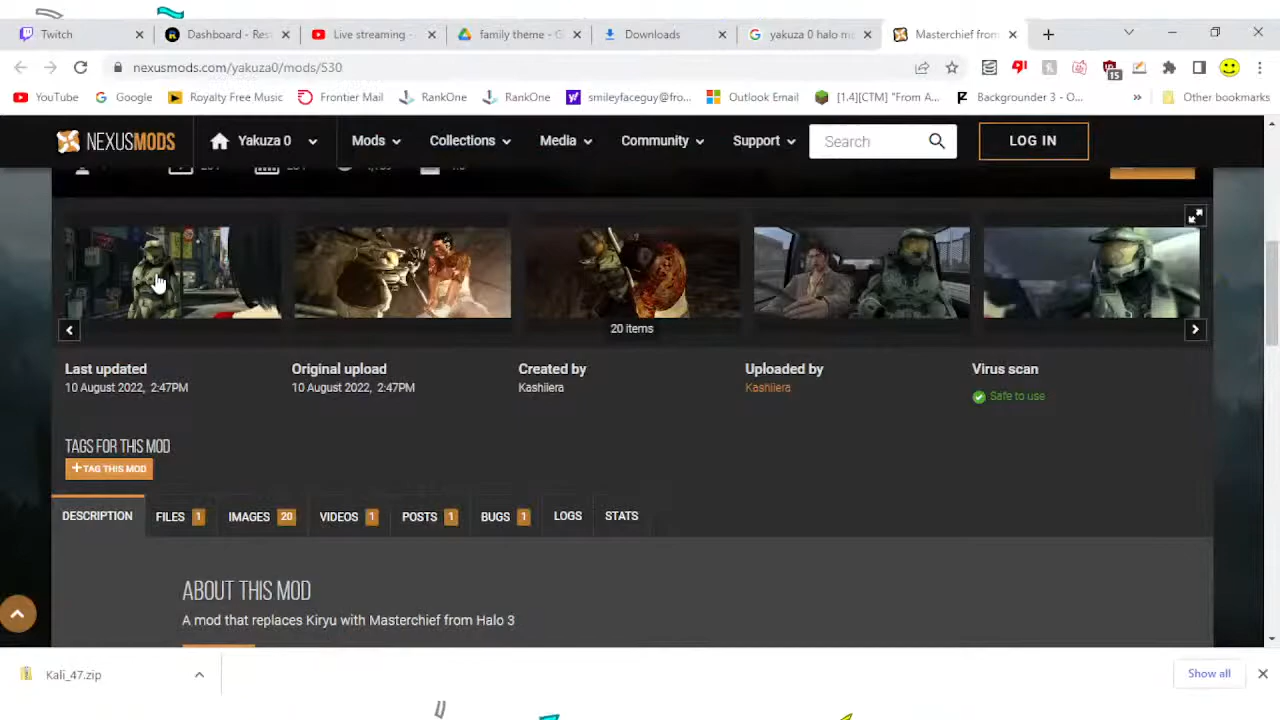 Twitch
Dashboard - Res
Live streaming -
family theme - G
Downloads
yakuza 0 halo m
Masterchief from
nexusmods.com/yakuza0/mods/530
15
YouTube
Google
Royalty Free Music
Frontier Mail
RankOne
RankOne
smileyfaceguy@fro...
Outlook Email
[1.4][CTM] "From A...
Backgrounder 3 - O...
Other bookmarks
NEXUSMODS
Yakuza 0
Mods
Collections
Media
Community
Support
Search
LOG IN
20 items
Last updated
10 August 2022, 2:47PM
Original upload
10 August 2022, 2:47PM
Created by
Kashiiera
Uploaded by
Kashiiera
Virus scan
Safe to use
TAGS FOR THIS MOD
+ TAG THIS MOD
DESCRIPTION
FILES 1
IMAGES 20
VIDEOS 1
POSTS 1
BUGS 1
LOGS
STATS
ABOUT THIS MOD
A mod that replaces Kiryu with Masterchief from Halo 3
Kali_47.zip
Show all